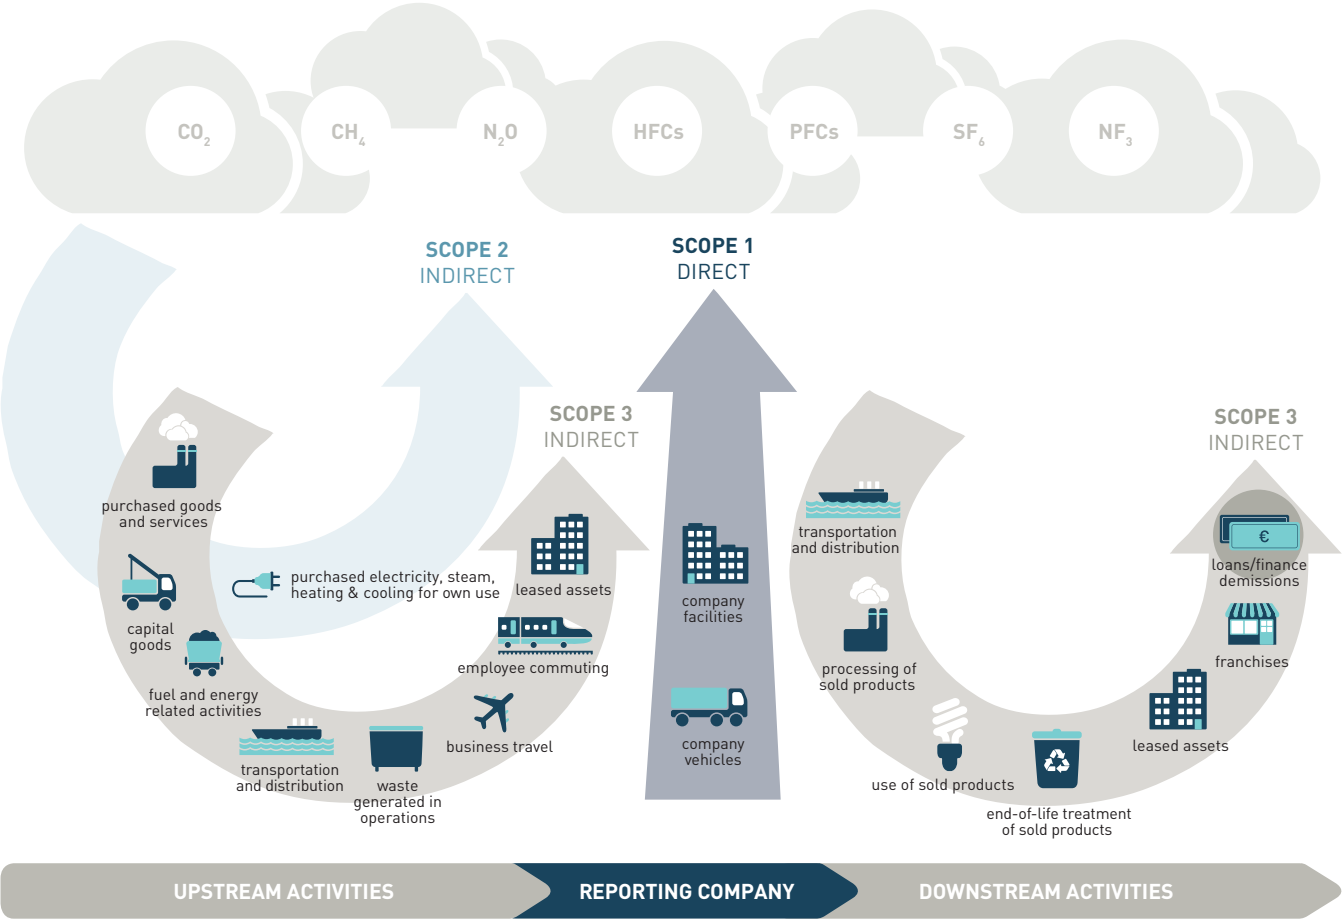 CO2
CH4
N2O
HFCs
PFCs
SF6
NF3
SCOPE 2
INDIRECT
SCOPE 1
DIRECT
SCOPE 3
INDIRECT
SCOPE 3
INDIRECT
purchased goods
and services
capital
goods
fuel and energy
related activities
transportation
and distribution
waste
generated in
operations
business travel
employee commuting
leased assets
purchased electricity, steam,
heating & cooling for own use
company
facilities
company
vehicles
transportation
and distribution
processing of
sold products
use of sold products
end-of-life treatment
of sold products
leased assets
franchises
€
loans/finance
demissions
UPSTREAM ACTIVITIES
REPORTING COMPANY
DOWNSTREAM ACTIVITIES